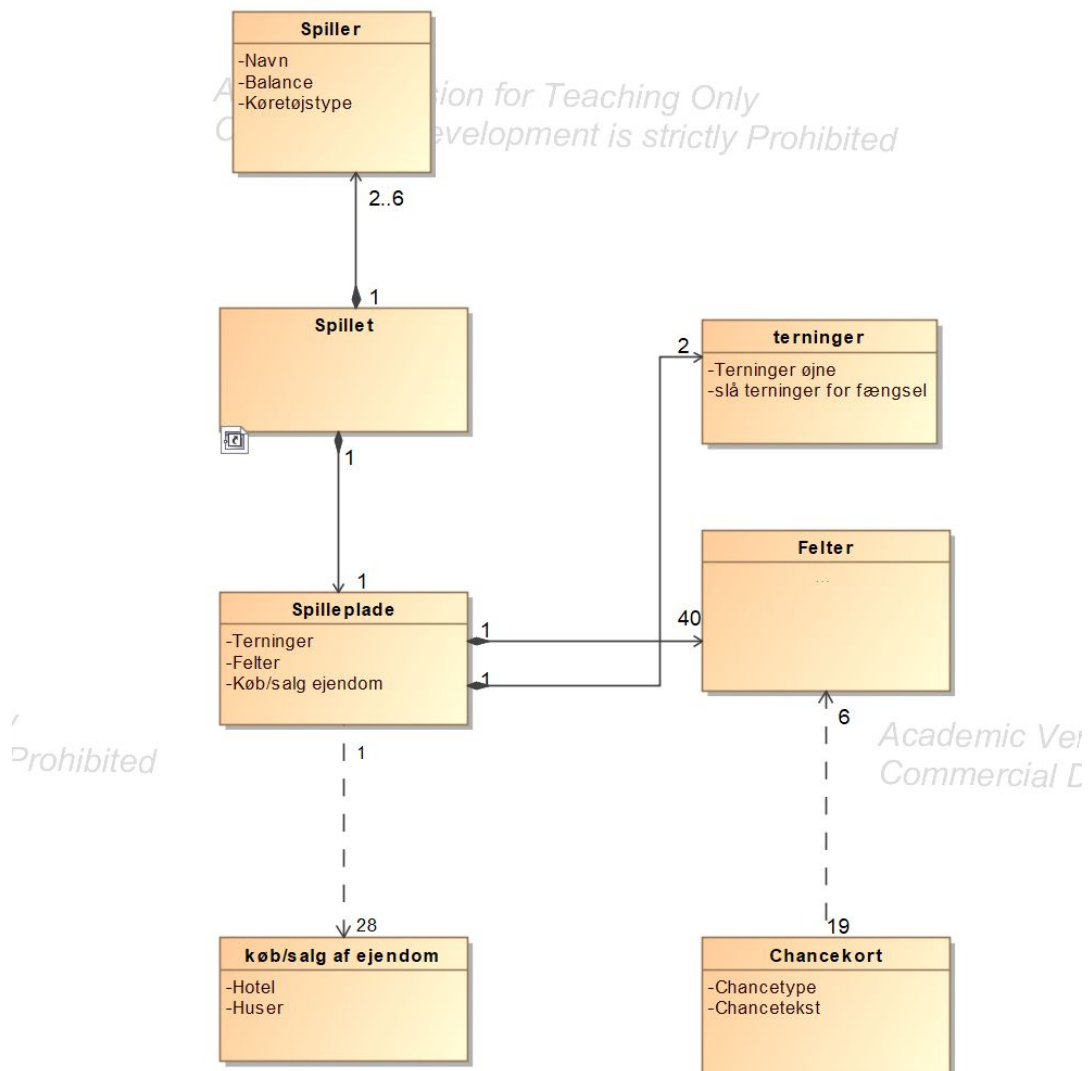 Spiller
-Navn
-Balance
-Køretøjstype
A sion for Teaching Only
C evelopment is strictly Prohibited
2..6
1
Spillet
1
2
terninger
-Terninger øjne
-slå terninger for fængsel
1
Spilleplade
-Terninger
-Felter
-Køb/salg ejendom
1
1
40
Felter
...
1
6
y
Prohibited
Academic Ver
Commercial D
28
køb/salg af ejendom
-Hotel
-Huser
19
Chancekort
-Chancetype
-Chancetekst